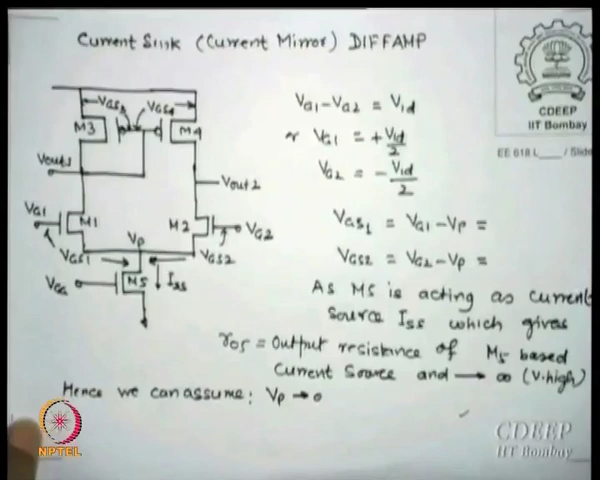 Current Sink (Current Mirror) DIFFAMP
CDEEP
IIT Bombay
EE 618 L____ / Slide
VGS3
VGS4
M3
M4
Vout1
Vout2
VG1
M1
M2
VG2
VGS1
VP
VGS2
VGG
M5
ISS
VG1 - VG2 = Vid
or VG1 = + Vid/2
VG2 = - Vid/2
VGS1 = VG1 - VP =
VGS2 = VG2 - VP =
As M5 is acting as current
Source ISS which gives
ro5 = Output resistance of M5 based
Current Source and → ∞ (V.high)
Hence we can assume: VP → 0
NPTEL
CDEEP
IIT Bombay